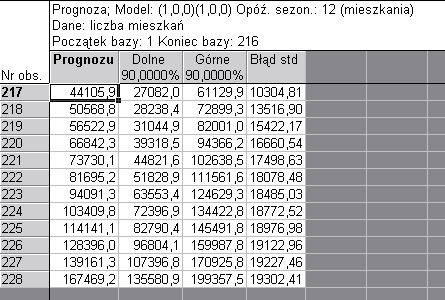 Prognoza; Model: (1,0,0)(1,0,0) Opóź. sezon.: 12 (mieszkania)
Dane: liczba mieszkań
Początek bazy: 1 Koniec bazy: 216
Nr obs. Prognozu Dolne 90,0000% Górne 90,0000% Błąd std
217 44105,9 27082,0 61129,9 10304,81
218 50568,8 28238,4 72899,3 13516,90
219 56522,9 31044,9 82001,0 15422,17
220 66842,3 39318,5 94366,2 16660,54
221 73730,1 44821,6 102638,5 17498,63
222 81695,2 51828,9 111561,6 18078,48
223 94091,3 63553,4 124629,3 18485,03
224 103409,8 72396,9 134422,8 18772,52
225 114141,1 82790,4 145491,8 18976,98
226 128396,0 96804,1 159987,8 19122,96
227 139161,3 107396,8 170925,8 19227,46
228 167469,2 135580,9 199357,5 19302,41